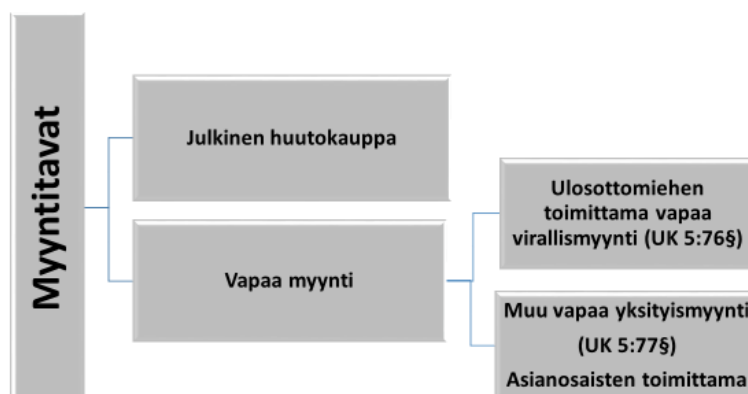 Myyntitavat
Julkinen huutokauppa
Vapaa myynti
Ulosottomiehen
toimittama vapaa
virallismyynti (UK 5:76§)
Muu vapaa yksityismyynti
(UK 5:77§)
Asianosaisten toimittama